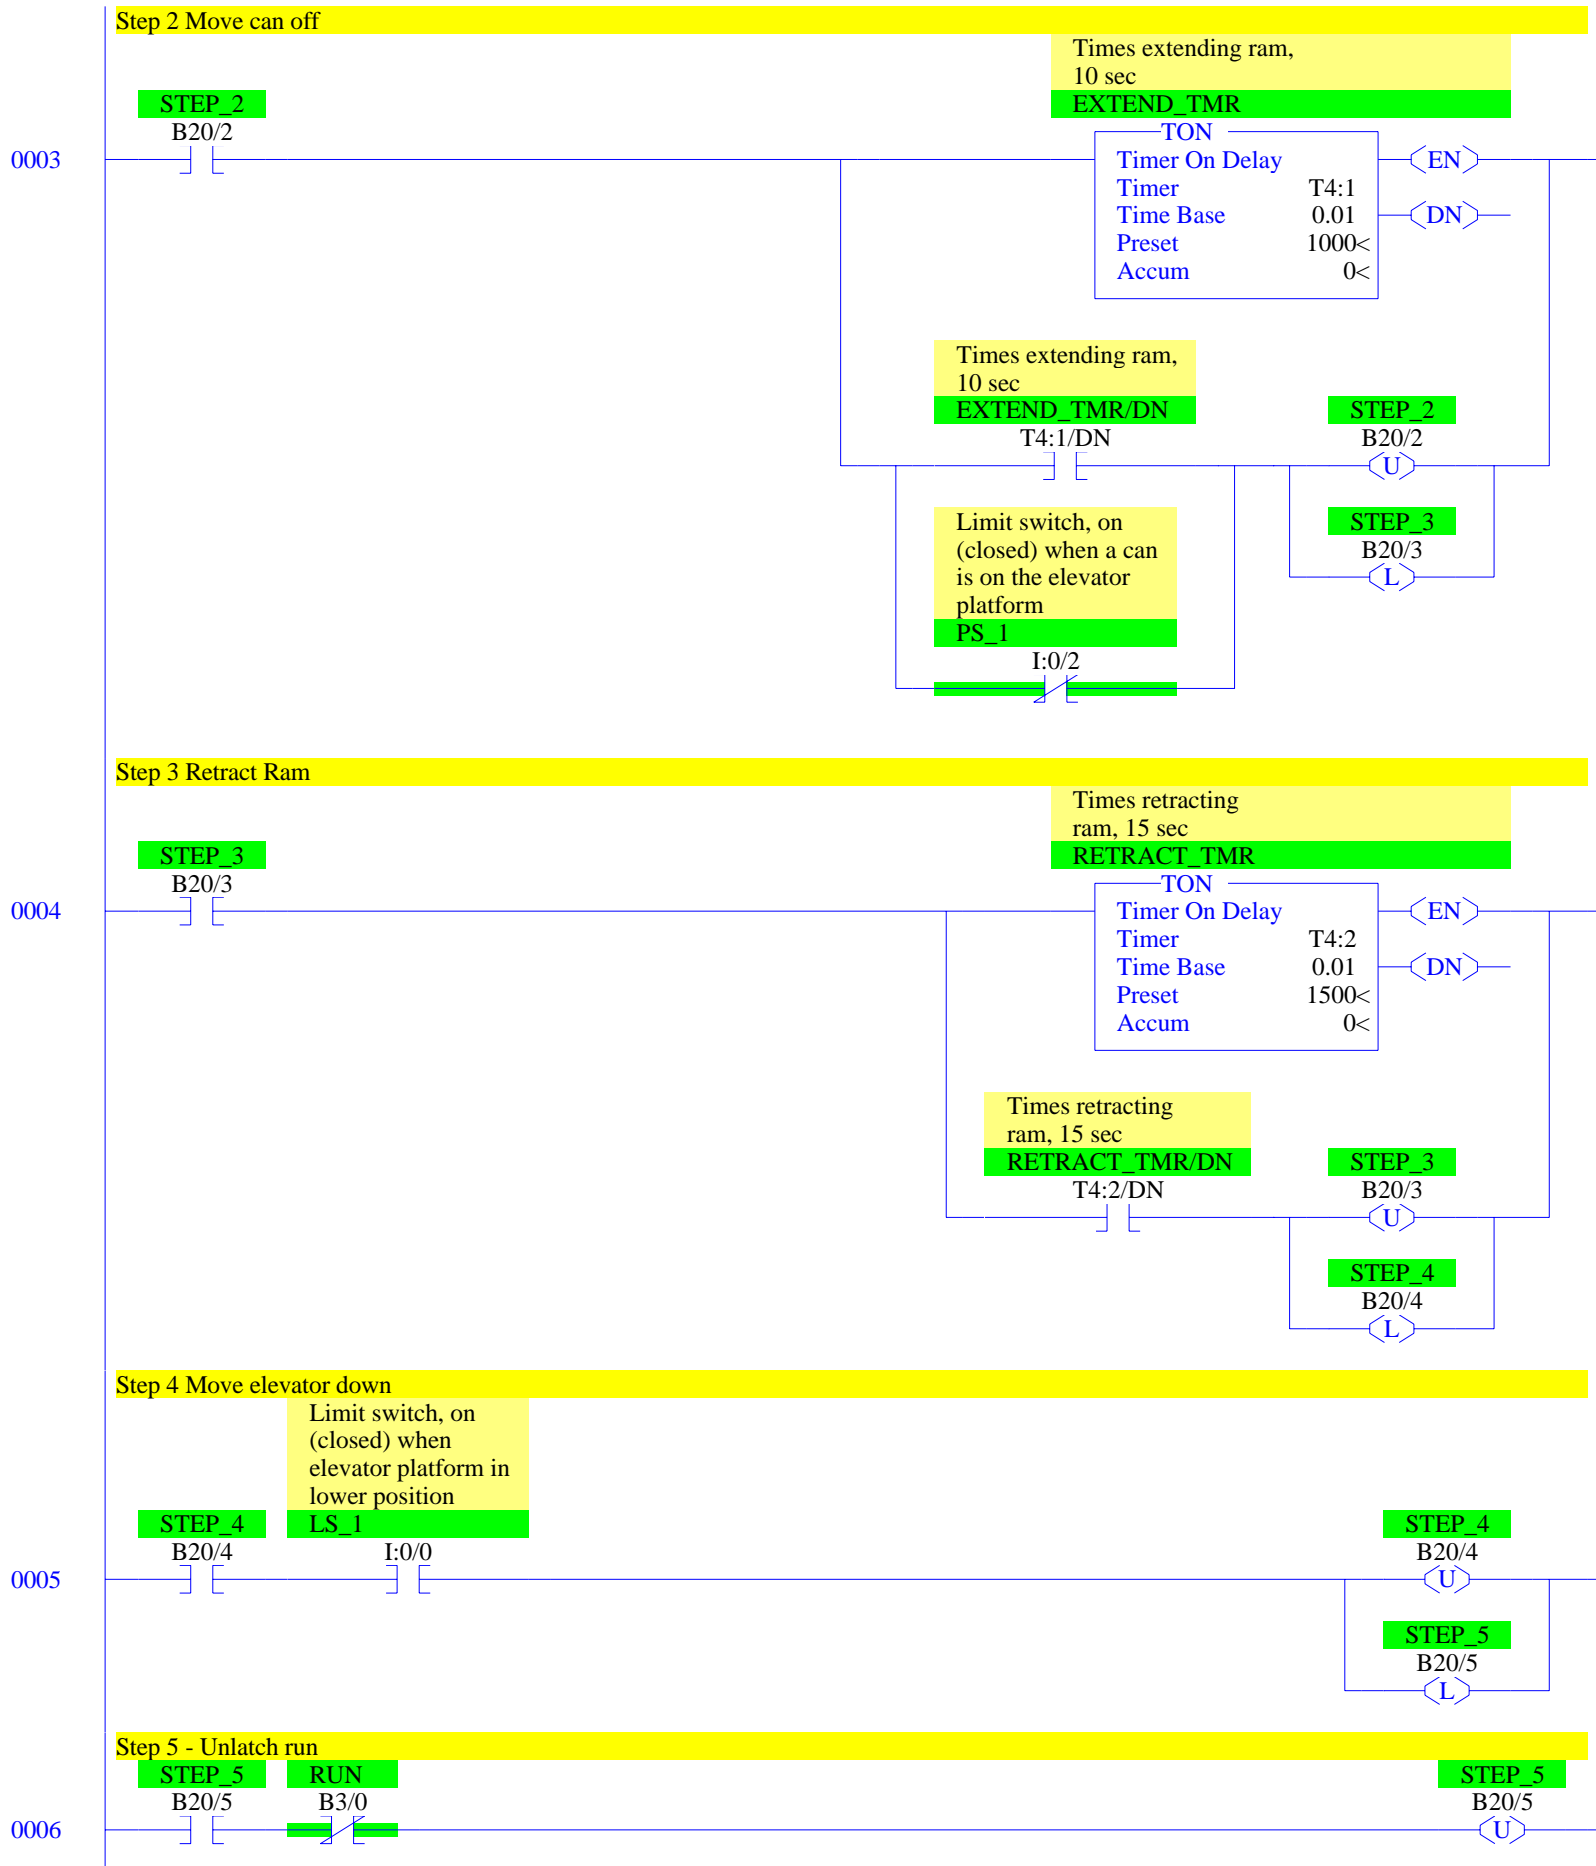 Step 2 Move can off
Times extending ram,
10 sec
EXTEND_TMR
STEP_2
B20/2
0003
TON
Timer On Delay
Timer T4:1
Time Base 0.01
Preset 1000<
Accum 0<
EN
DN
Times extending ram,
10 sec
EXTEND_TMR/DN
T4:1/DN
STEP_2
B20/2
U
Limit switch, on
(closed) when a can
is on the elevator
platform
PS_1
I:0/2
STEP_3
B20/3
L
Step 3 Retract Ram
Times retracting
ram, 15 sec
RETRACT_TMR
STEP_3
B20/3
0004
TON
Timer On Delay
Timer T4:2
Time Base 0.01
Preset 1500<
Accum 0<
EN
DN
Times retracting
ram, 15 sec
RETRACT_TMR/DN
T4:2/DN
STEP_3
B20/3
U
STEP_4
B20/4
L
Step 4 Move elevator down
Limit switch, on
(closed) when
elevator platform in
lower position
STEP_4 LS_1
B20/4 I:0/0
0005
STEP_4
B20/4
U
STEP_5
B20/5
L
Step 5 - Unlatch run
STEP_5 RUN STEP_5
B20/5 B3/0 B20/5
0006 U